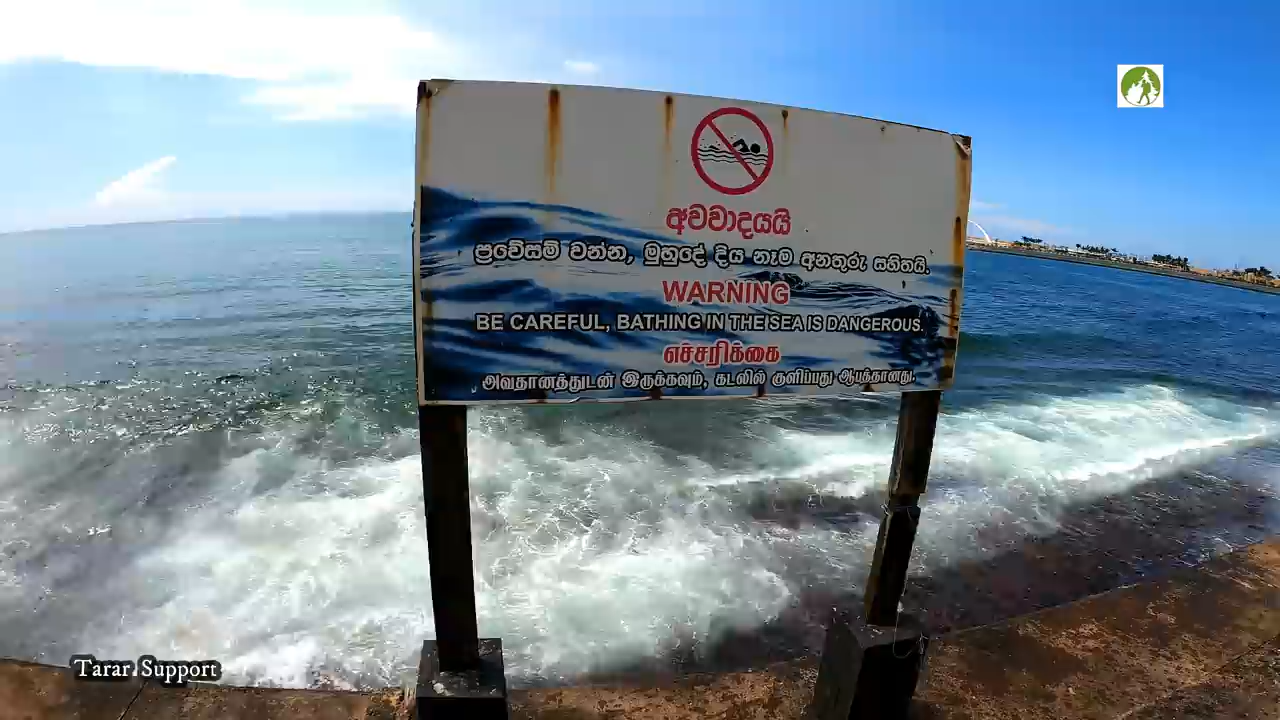 අවවාදයයි
ප්‍රවේසම් වන්න, මුහුදේ දිය නෑම අනතුරු සහිතයි.
WARNING
BE CAREFUL, BATHING IN THE SEA IS DANGEROUS.
எச்சரிக்கை
அவதானத்துடன் இருக்கவும், கடலில் குளிப்பது ஆபத்தானது.
Tarar Support